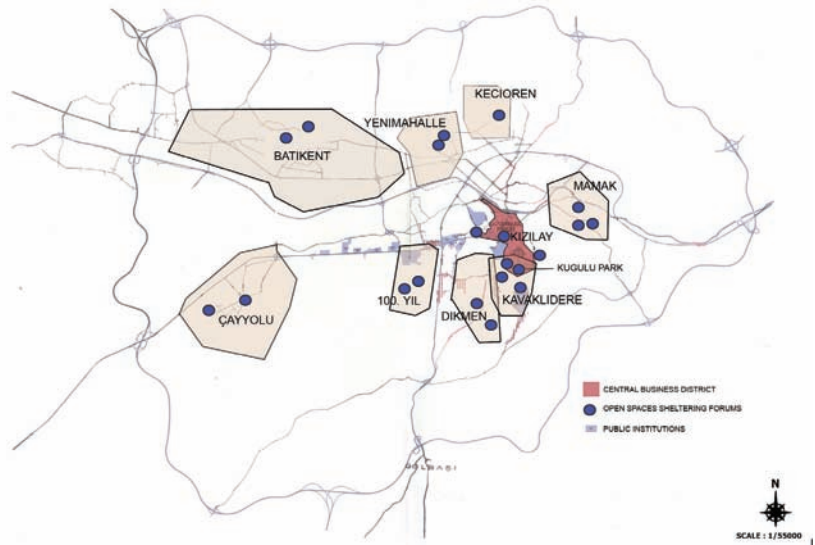 KECIOREN
YENIMAHALLE
BATIKENT
MAMAK
KIZILAY
KUGULU PARK
100. YIL
KAVAKLIDERE
DIKMEN
ÇAYYOLU
CENTRAL BUSINESS DISTRICT
OPEN SPACES SHELTERING FORUMS
PUBLIC INSTITUTIONS
GOLBASI
N
SCALE : 1/55000